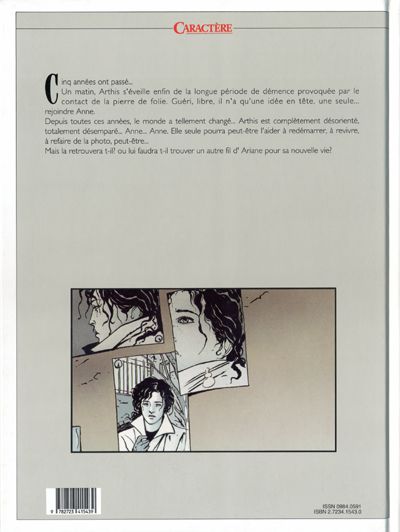 CARACTÈRE
Cinq années ont passé...
Un matin, Arthis s'éveille enfin de la longue période de démence provoquée par le
contact de la pierre de folie. Guéri, libre, il n'a qu'une idée en tête, une seule...
rejoindre Anne.
Depuis toutes ces années, le monde a tellement changé... Arthis est complètement désorienté,
totalement désemparé... Anne... Anne. Elle seule pourra peut-être l'aider à redémarrer, à revivre,
à refaire de la photo, peut-être...
Mais la retrouvera t-il? ou lui faudra t-il trouver un autre fil d' Ariane pour sa nouvelle vie?
9 782723 415439
ISSN 0984.0591
ISBN 2.7234.1543.0